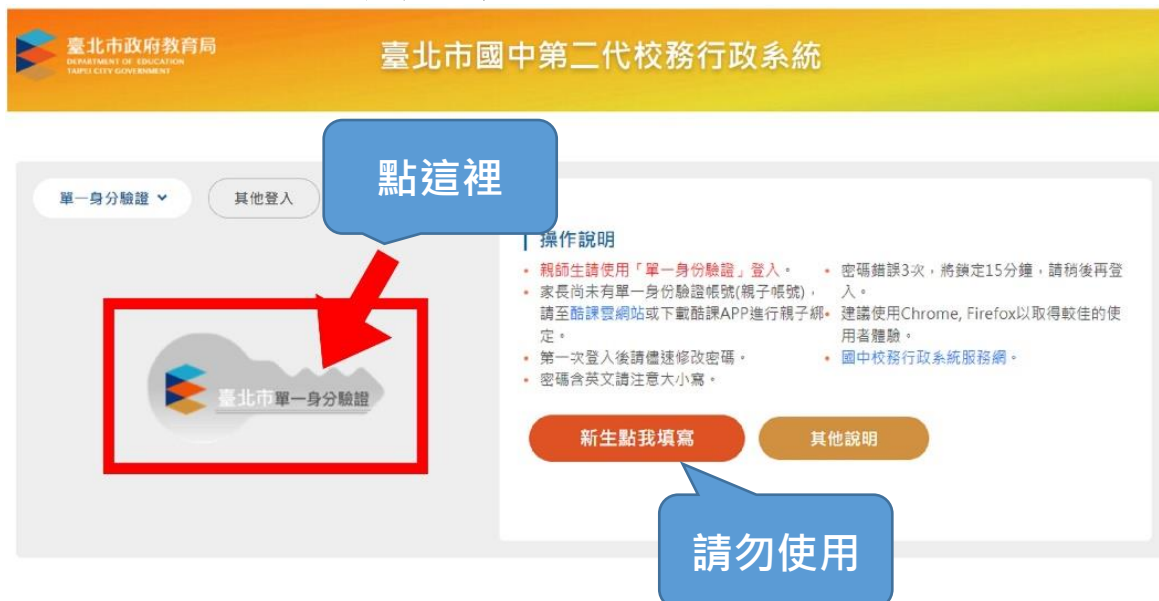 臺北市政府教育局
DEPARTMENT OF EDUCATION
TAIPEI CITY GOVERNMENT
臺北市國中第二代校務行政系統
點這裡
單一身分驗證
其他登入
臺北市單一身分驗證
操作說明
• 親師生請使用「單一身份驗證」登入。
• 家長尚未有單一身份驗證帳號(親子帳號)，
請至酷課雲網站或下載酷課APP進行親子綁
定。
• 第一次登入後請儘速修改密碼。
• 密碼含英文請注意大小寫。
• 密碼錯誤3次，將鎖定15分鐘，請稍後再登
入。
• 建議使用Chrome, Firefox以取得較佳的使
用者體驗。
• 國中校務行政系統服務網。
新生點我填寫
其他說明
請勿使用